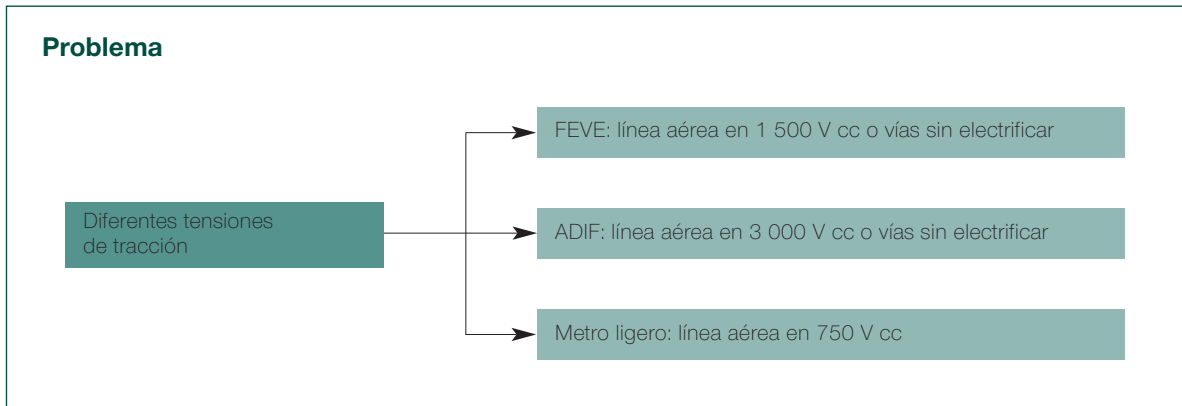 Problema
FEVE: línea aérea en 1 500 V cc o vías sin electrificar
Diferentes tensiones
de tracción
ADIF: línea aérea en 3 000 V cc o vías sin electrificar
Metro ligero: línea aérea en 750 V cc